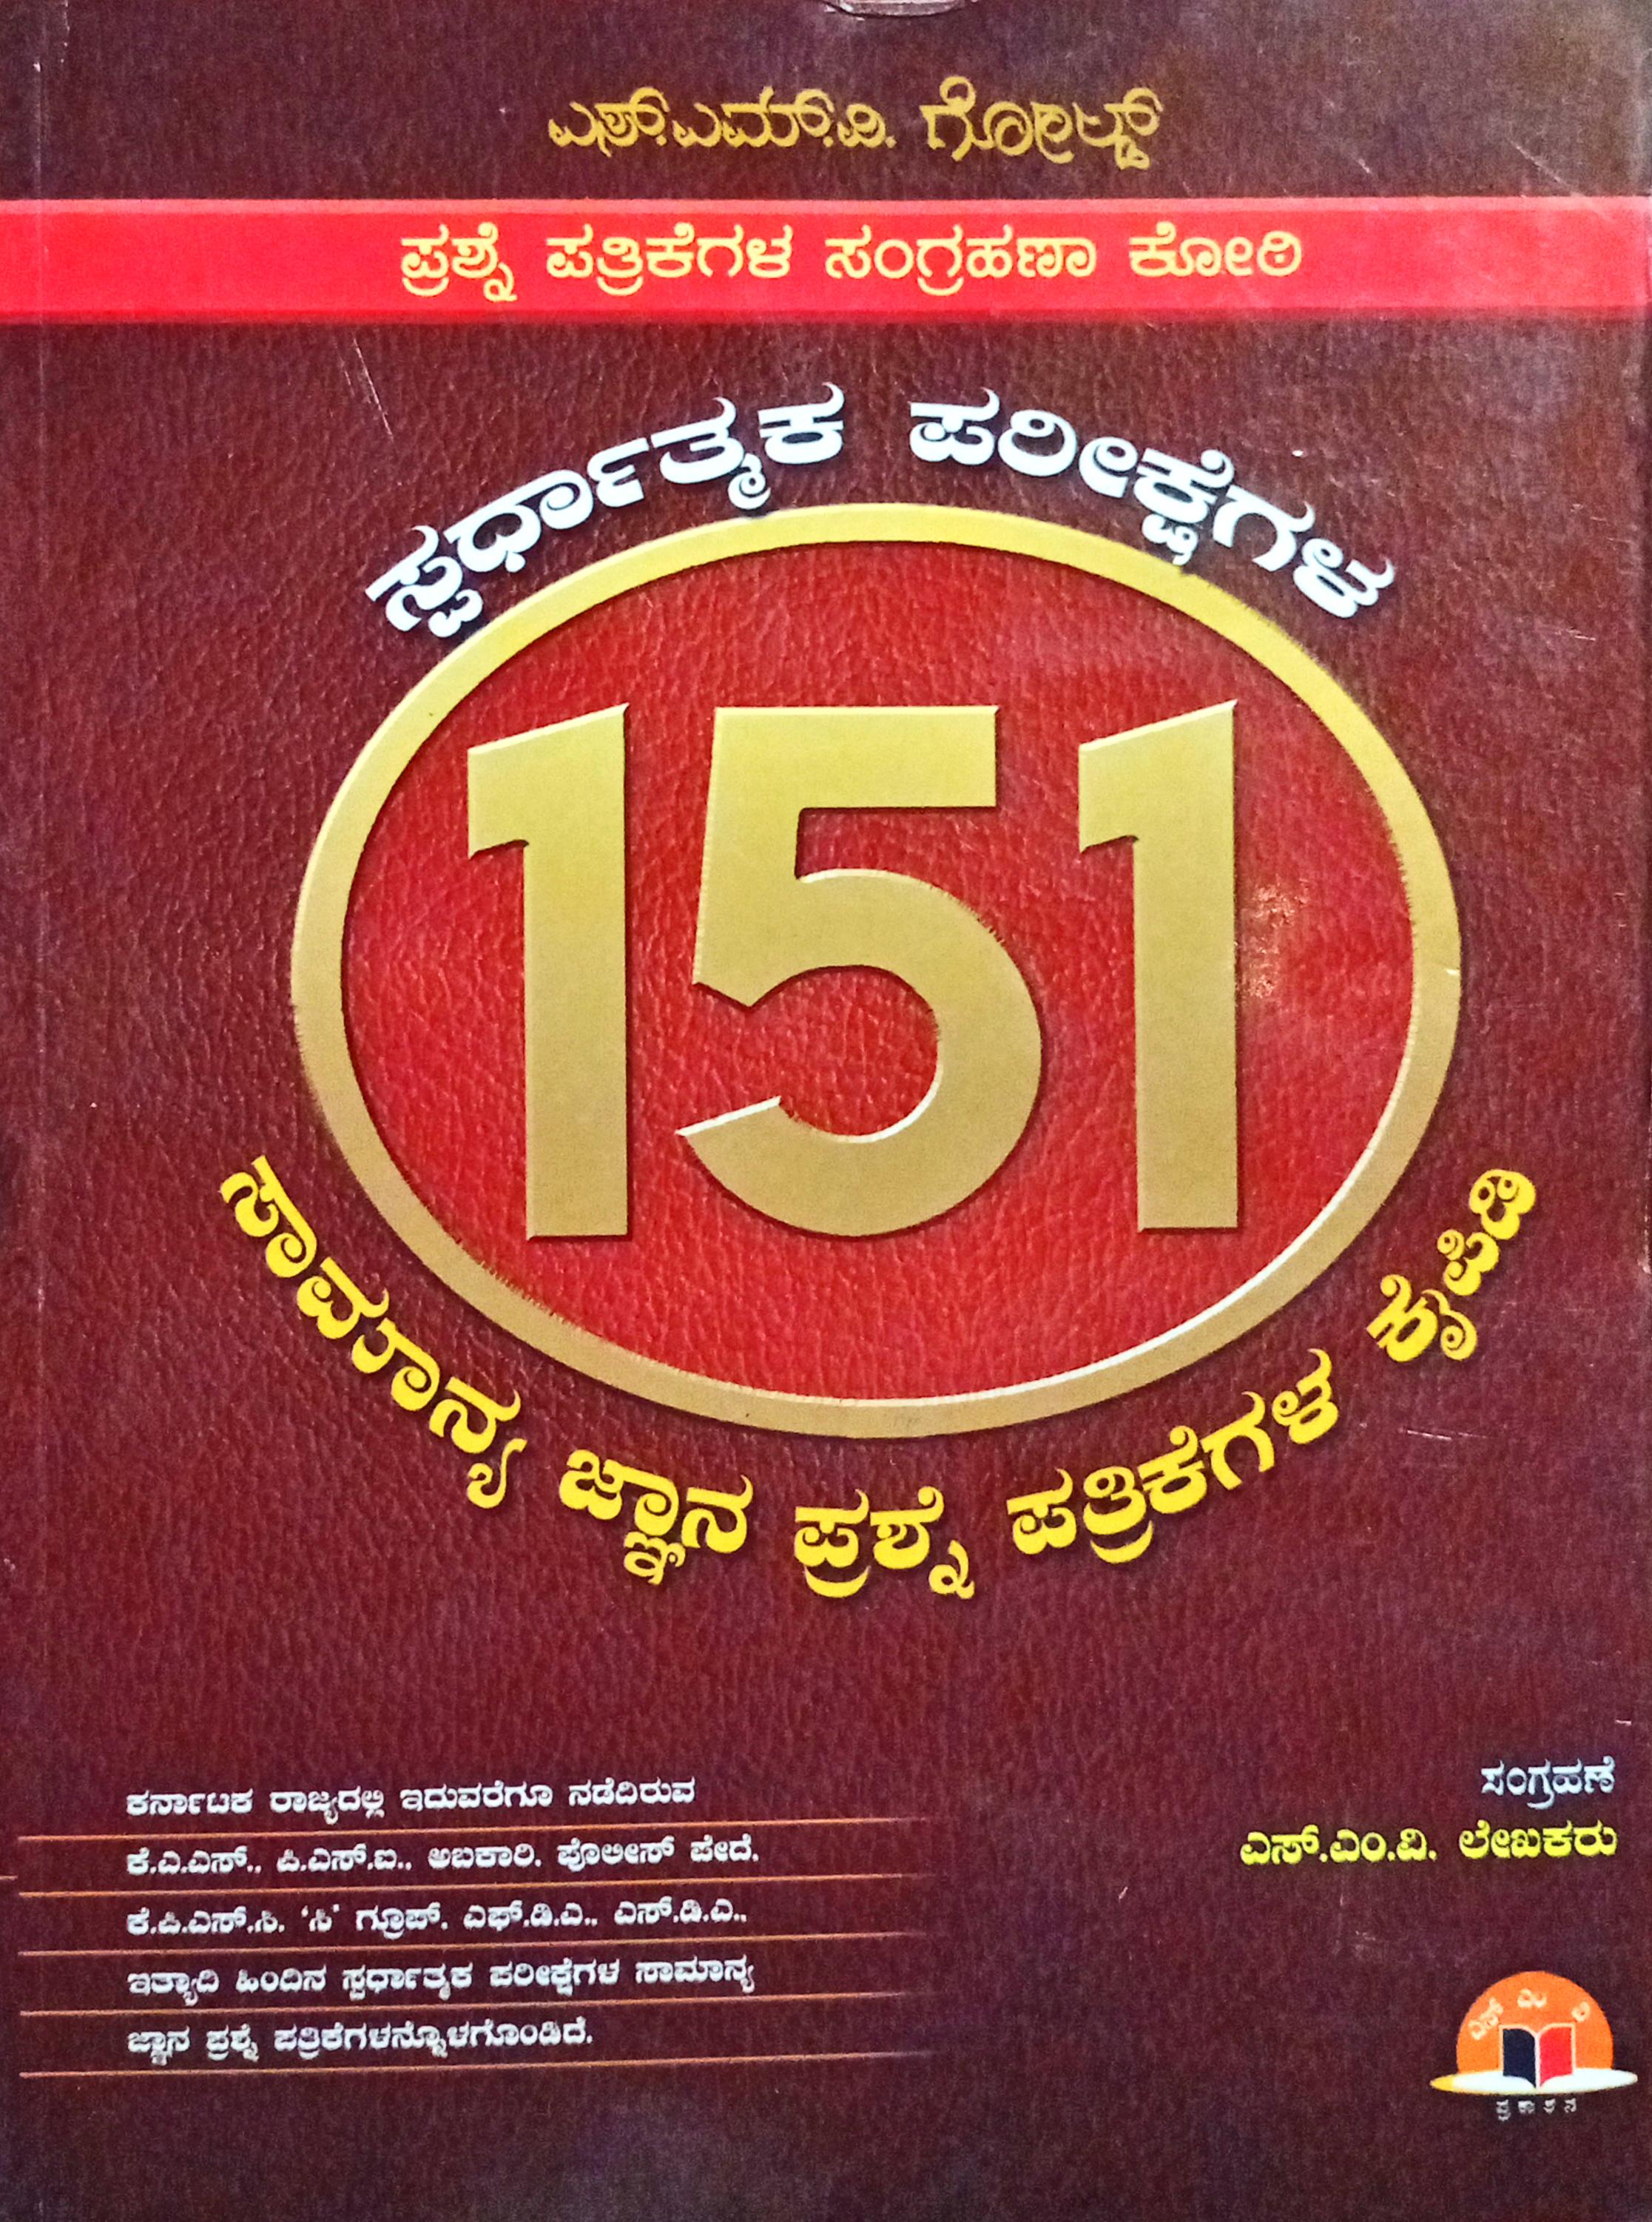 ಎಸ್.ಎಮ್.ವಿ. ಗೋಲ್ಡ್
ಪ್ರಶ್ನೆ ಪತ್ರಿಕೆಗಳ ಸಂಗ್ರಹಣಾ ಕೋಠಿ
ಸ್ಪರ್ಧಾತ್ಮಕ ಪರೀಕ್ಷೆಗಳ
151
ಸಾಮಾನ್ಯ ಜ್ಞಾನ ಪ್ರಶ್ನೆ ಪತ್ರಿಕೆಗಳ ಕೈಪಿಡಿ
ಕರ್ನಾಟಕ ರಾಜ್ಯದಲ್ಲಿ ಇದುವರೆಗೂ ನಡೆದಿರುವ
ಕೆ.ಎ.ಎಸ್., ಪಿ.ಎಸ್.ಐ., ಅಬಕಾರಿ, ಪೊಲೀಸ್ ಪೇದೆ,
ಕೆ.ಪಿ.ಎಸ್.ಸಿ. 'ಸಿ' ಗ್ರೂಪ್, ಎಫ್.ಡಿ.ಎ., ಎಸ್.ಡಿ.ಎ.,
ಇತ್ಯಾದಿ ಹಿಂದಿನ ಸ್ಪರ್ಧಾತ್ಮಕ ಪರೀಕ್ಷೆಗಳ ಸಾಮಾನ್ಯ
ಜ್ಞಾನ ಪ್ರಶ್ನೆ ಪತ್ರಿಕೆಗಳನ್ನೊಳಗೊಂಡಿದೆ.
ಸಂಗ್ರಹಣೆ
ಎಸ್.ಎಂ.ವಿ. ಲೇಖಕರು
ಎಸ್ ಎಂ ವಿ
ಪ್ರಕಾಶನ